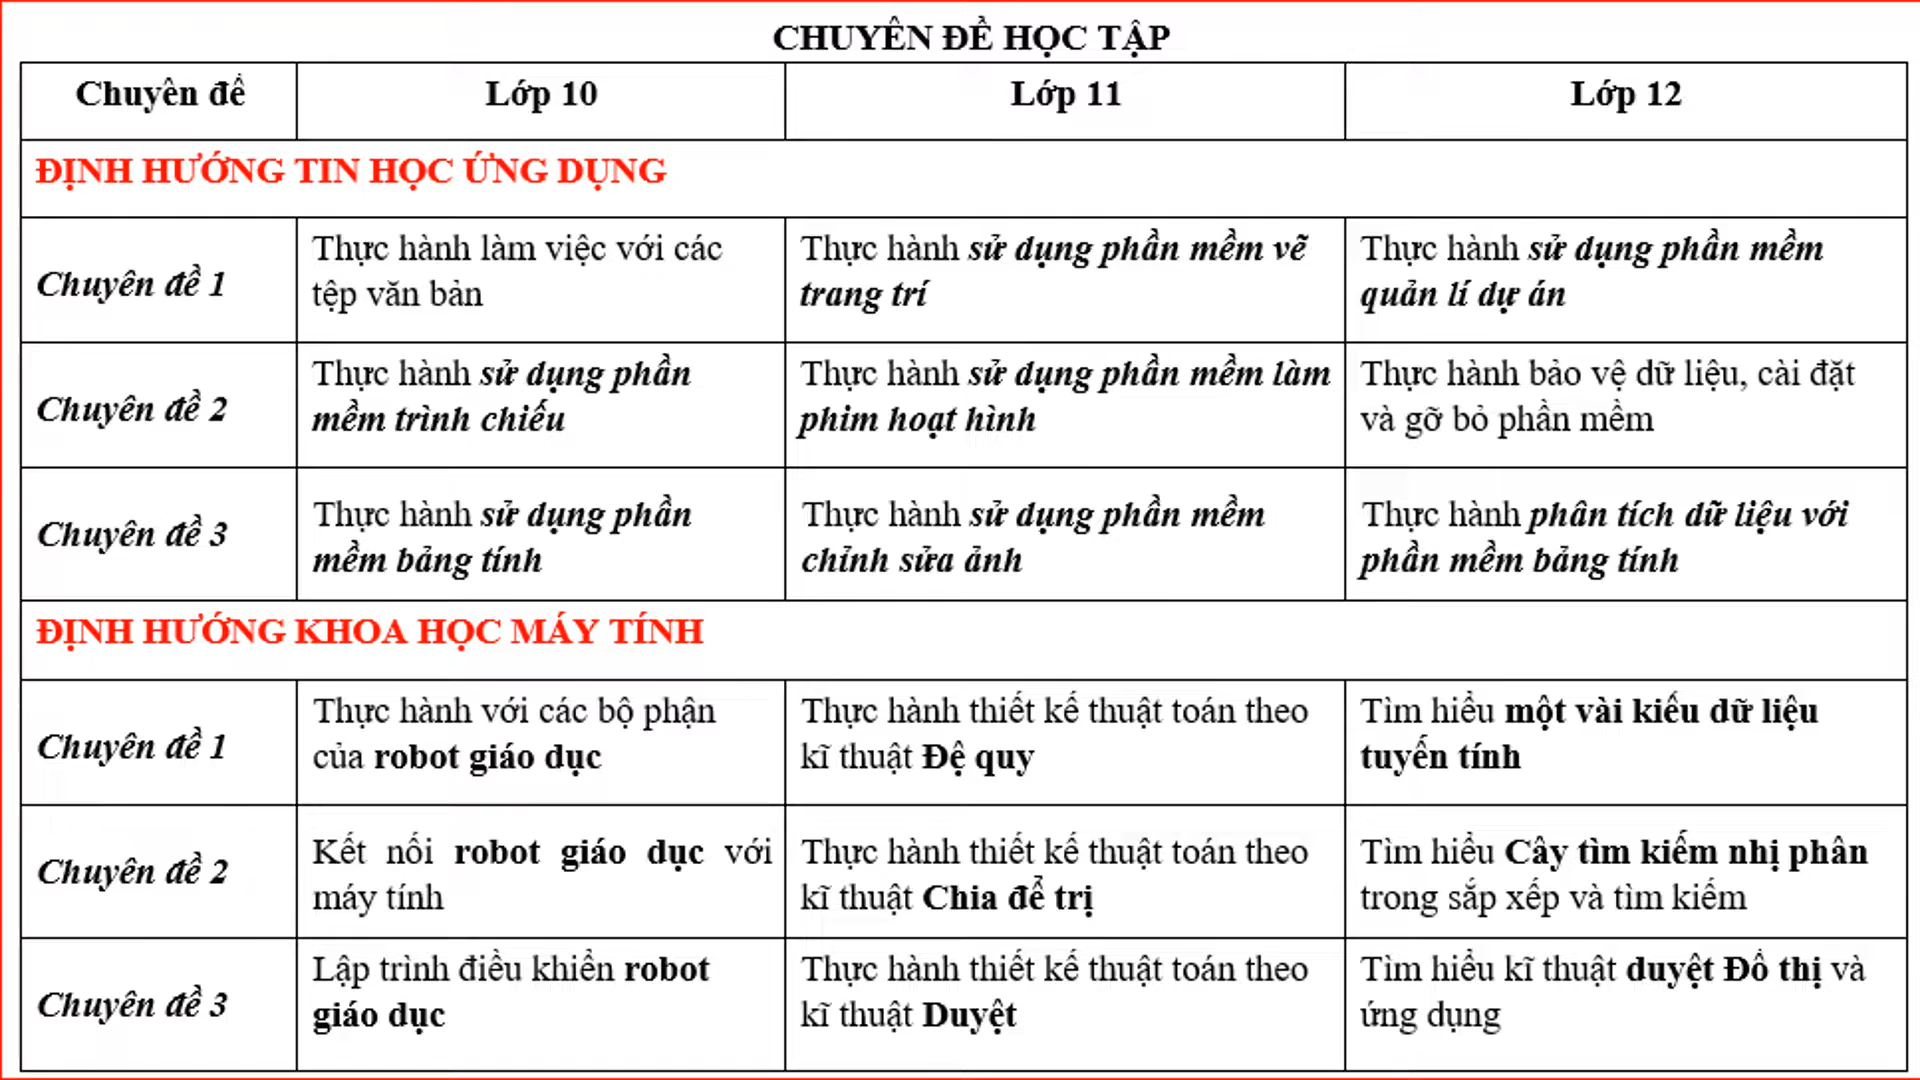 CHUYÊN ĐỀ HỌC TẬP
Chuyên đề
Lớp 10
Lớp 11
Lớp 12
ĐỊNH HƯỚNG TIN HỌC ỨNG DỤNG
Chuyên đề 1
Thực hành làm việc với các
tệp văn bản
Thực hành sử dụng phần mềm vẽ
trang trí
Thực hành sử dụng phần mềm
quản lí dự án
Chuyên đề 2
Thực hành sử dụng phần
mềm trình chiếu
Thực hành sử dụng phần mềm làm
phim hoạt hình
Thực hành bảo vệ dữ liệu, cài đặt
và gỡ bỏ phần mềm
Chuyên đề 3
Thực hành sử dụng phần
mềm bảng tính
Thực hành sử dụng phần mềm
chỉnh sửa ảnh
Thực hành phân tích dữ liệu với
phần mềm bảng tính
ĐỊNH HƯỚNG KHOA HỌC MÁY TÍNH
Chuyên đề 1
Thực hành với các bộ phận
của robot giáo dục
Thực hành thiết kế thuật toán theo
kĩ thuật Đệ quy
Tìm hiểu một vài kiểu dữ liệu
tuyến tính
Chuyên đề 2
Kết nối robot giáo dục với
máy tính
Thực hành thiết kế thuật toán theo
kĩ thuật Chia để trị
Tìm hiểu Cây tìm kiếm nhị phân
trong sắp xếp và tìm kiếm
Chuyên đề 3
Lập trình điều khiển robot
giáo dục
Thực hành thiết kế thuật toán theo
kĩ thuật Duyệt
Tìm hiểu kĩ thuật duyệt Đồ thị và
ứng dụng